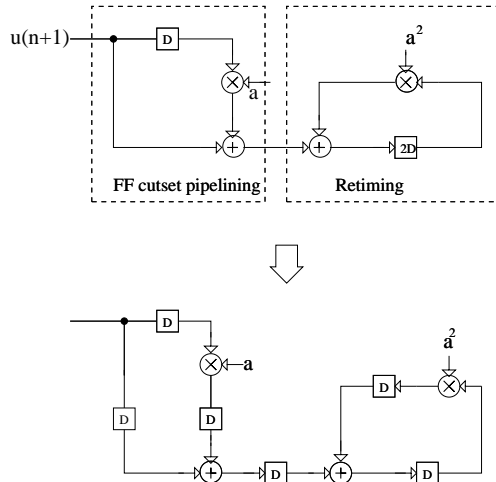 u(n+1)
D
a²
×
×
a
+
+
2D
FF cutset pipelining
Retiming
D
a²
×
a
D
×
D
D
+
D
+
D